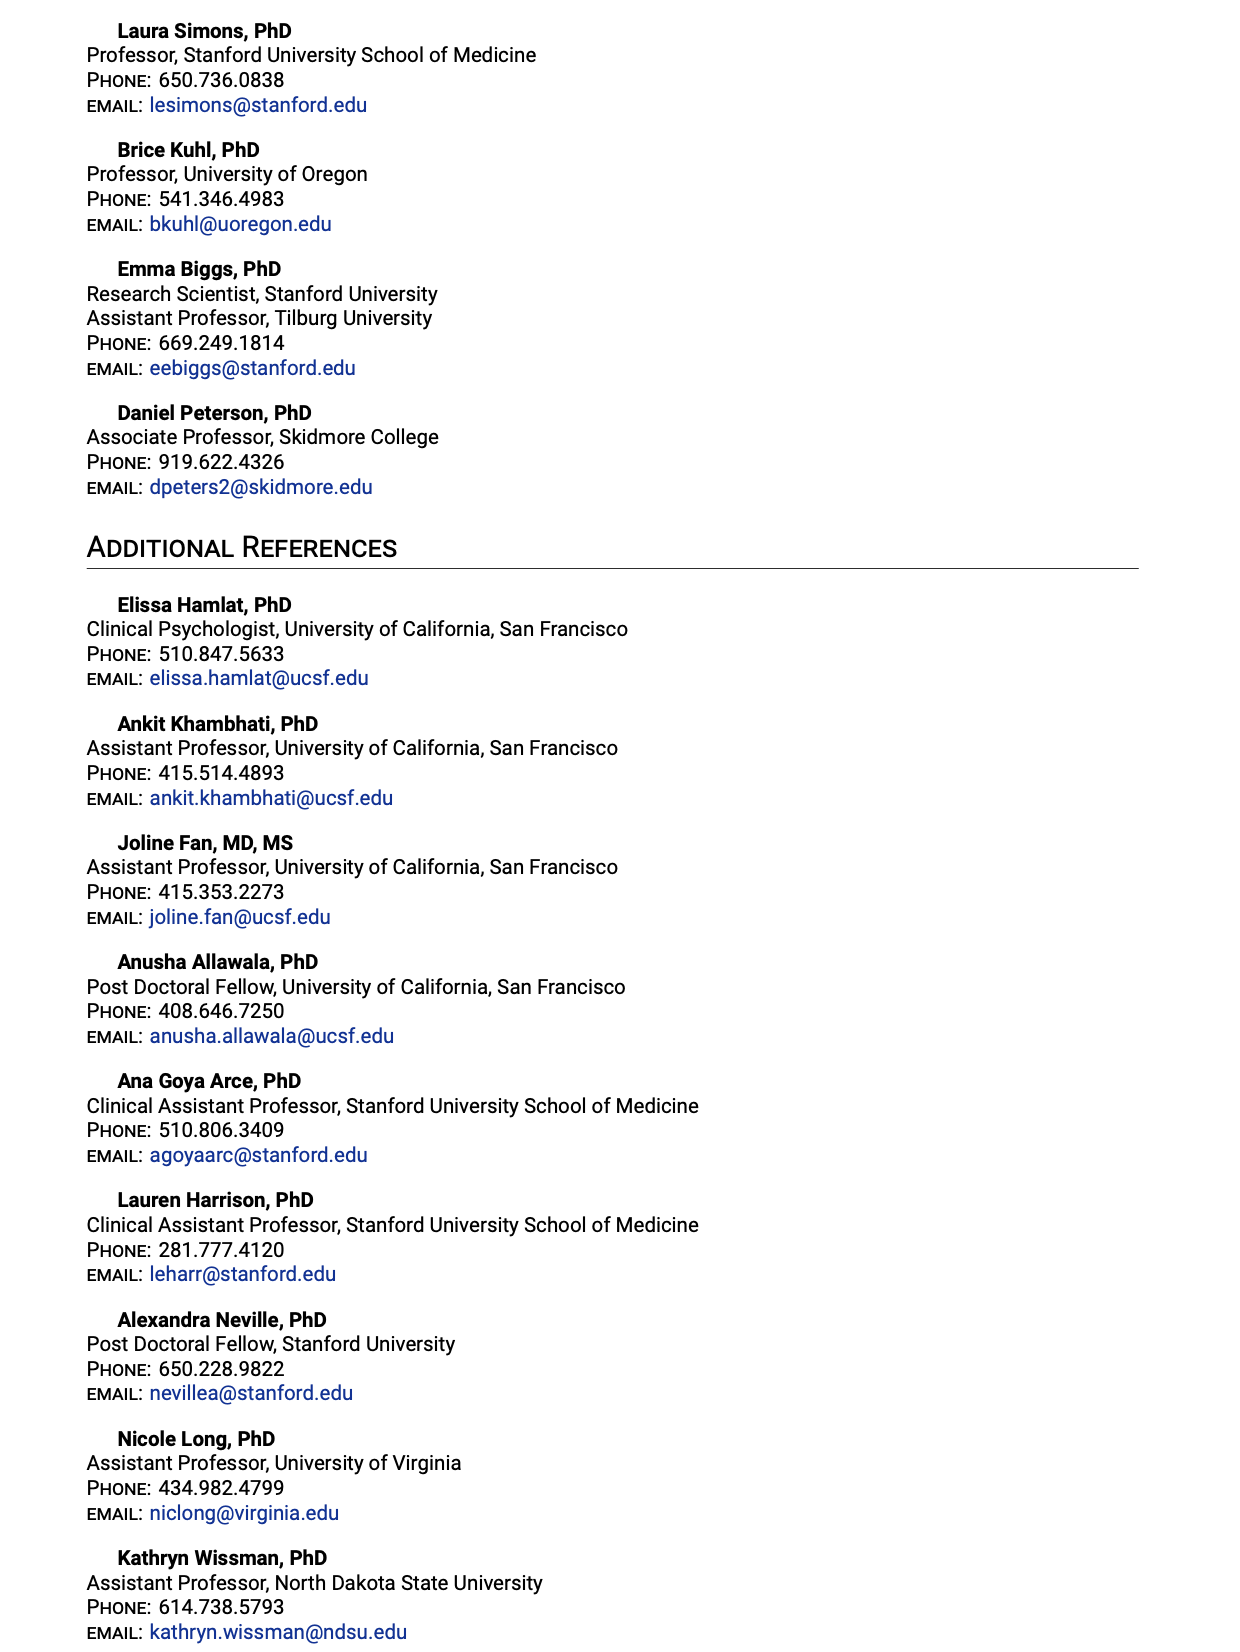 Laura Simons, PhD
Professor, Stanford University School of Medicine
PHONE: 650.736.0838
EMAIL: lesimons@stanford.edu
Brice Kuhl, PhD
Professor, University of Oregon
PHONE: 541.346.4983
EMAIL: bkuhl@uoregon.edu
Emma Biggs, PhD
Research Scientist, Stanford University
Assistant Professor, Tilburg University
PHONE: 669.249.1814
EMAIL: eebiggs@stanford.edu
Daniel Peterson, PhD
Associate Professor, Skidmore College
PHONE: 919.622.4326
EMAIL: dpeters2@skidmore.edu
ADDITIONAL REFERENCES
Elissa Hamlat, PhD
Clinical Psychologist, University of California, San Francisco
PHONE: 510.847.5633
EMAIL: elissa.hamlat@ucsf.edu
Ankit Khambhati, PhD
Assistant Professor, University of California, San Francisco
PHONE: 415.514.4893
EMAIL: ankit.khambhati@ucsf.edu
Joline Fan, MD, MS
Assistant Professor, University of California, San Francisco
PHONE: 415.353.2273
EMAIL: joline.fan@ucsf.edu
Anusha Allawala, PhD
Post Doctoral Fellow, University of California, San Francisco
PHONE: 408.646.7250
EMAIL: anusha.allawala@ucsf.edu
Ana Goya Arce, PhD
Clinical Assistant Professor, Stanford University School of Medicine
PHONE: 510.806.3409
EMAIL: agoyaarc@stanford.edu
Lauren Harrison, PhD
Clinical Assistant Professor, Stanford University School of Medicine
PHONE: 281.777.4120
EMAIL: leharr@stanford.edu
Alexandra Neville, PhD
Post Doctoral Fellow, Stanford University
PHONE: 650.228.9822
EMAIL: nevillea@stanford.edu
Nicole Long, PhD
Assistant Professor, University of Virginia
PHONE: 434.982.4799
EMAIL: niclong@virginia.edu
Kathryn Wissman, PhD
Assistant Professor, North Dakota State University
PHONE: 614.738.5793
EMAIL: kathryn.wissman@ndsu.edu